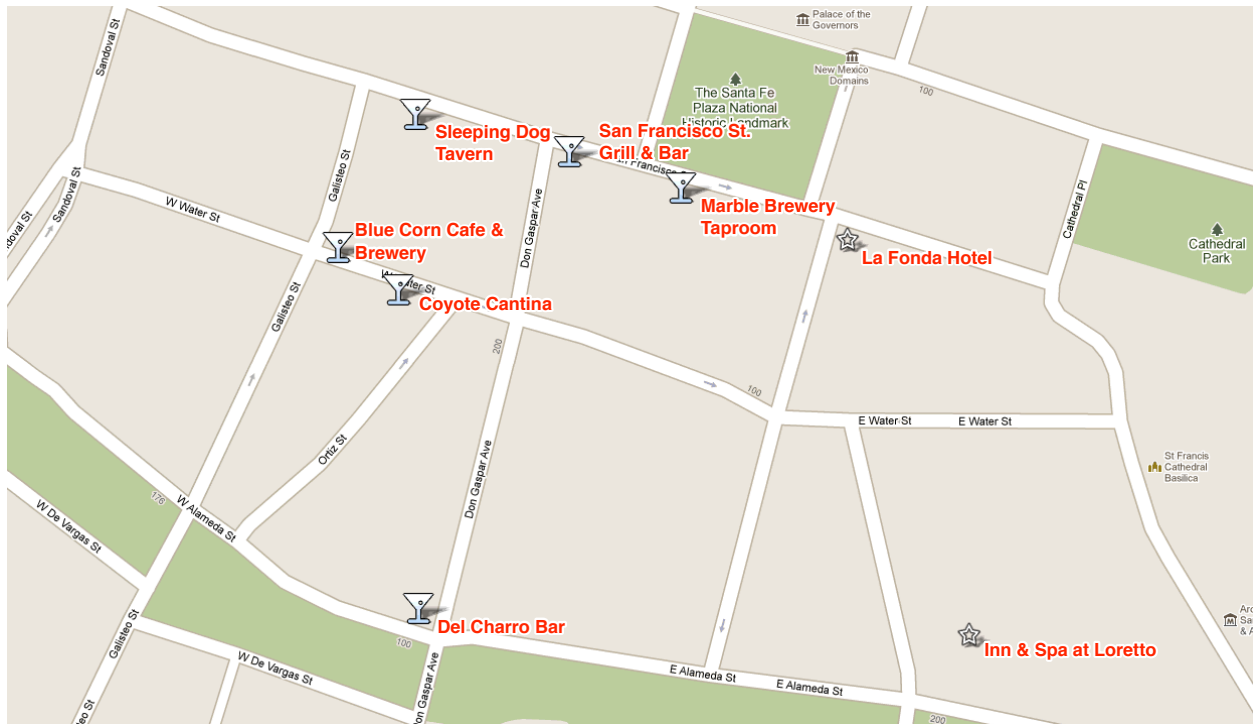 Sandoval St
Palace of the
Governors
New Mexico
Domains
100
The Santa Fe
Plaza National
Historic Landmark
Sleeping Dog
Tavern
San Francisco St.
Grill & Bar
Galisteo St
Don Gaspar Ave
Cathedral Pl
Marble Brewery
Taproom
W Water St
Sandoval St
Blue Corn Cafe &
Brewery
La Fonda Hotel
Cathedral
Park
Coyote Cantina
Galisteo St
200
100
E Water St
E Water St
Ortiz St
Don Gaspar Ave
St Francis
Cathedral
Basilica
176
W Alameda St
W De Vargas St
Del Charro Bar
100
Galisteo St
Inn & Spa at Loretto
W De Vargas St
E Alameda St
E Alameda St
Don Gaspar Ave
200